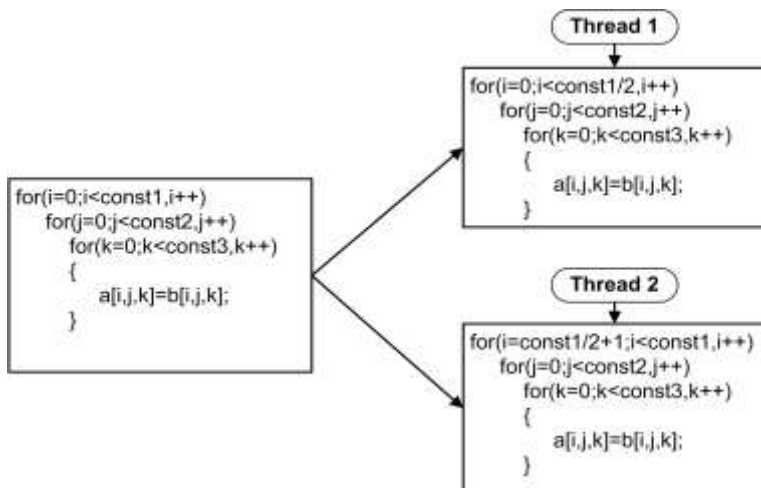 for(i=0;i<const1,i++)
for(j=0;j<const2,j++)
for(k=0;k<const3,k++)
{
a[i,j,k]=b[i,j,k];
}
Thread 1
for(i=0;i<const1/2,i++)
for(j=0;j<const2,j++)
for(k=0;k<const3,k++)
{
a[i,j,k]=b[i,j,k];
}
Thread 2
for(i=const1/2+1;i<const1,i++)
for(j=0;j<const2,j++)
for(k=0;k<const3,k++)
{
a[i,j,k]=b[i,j,k];
}